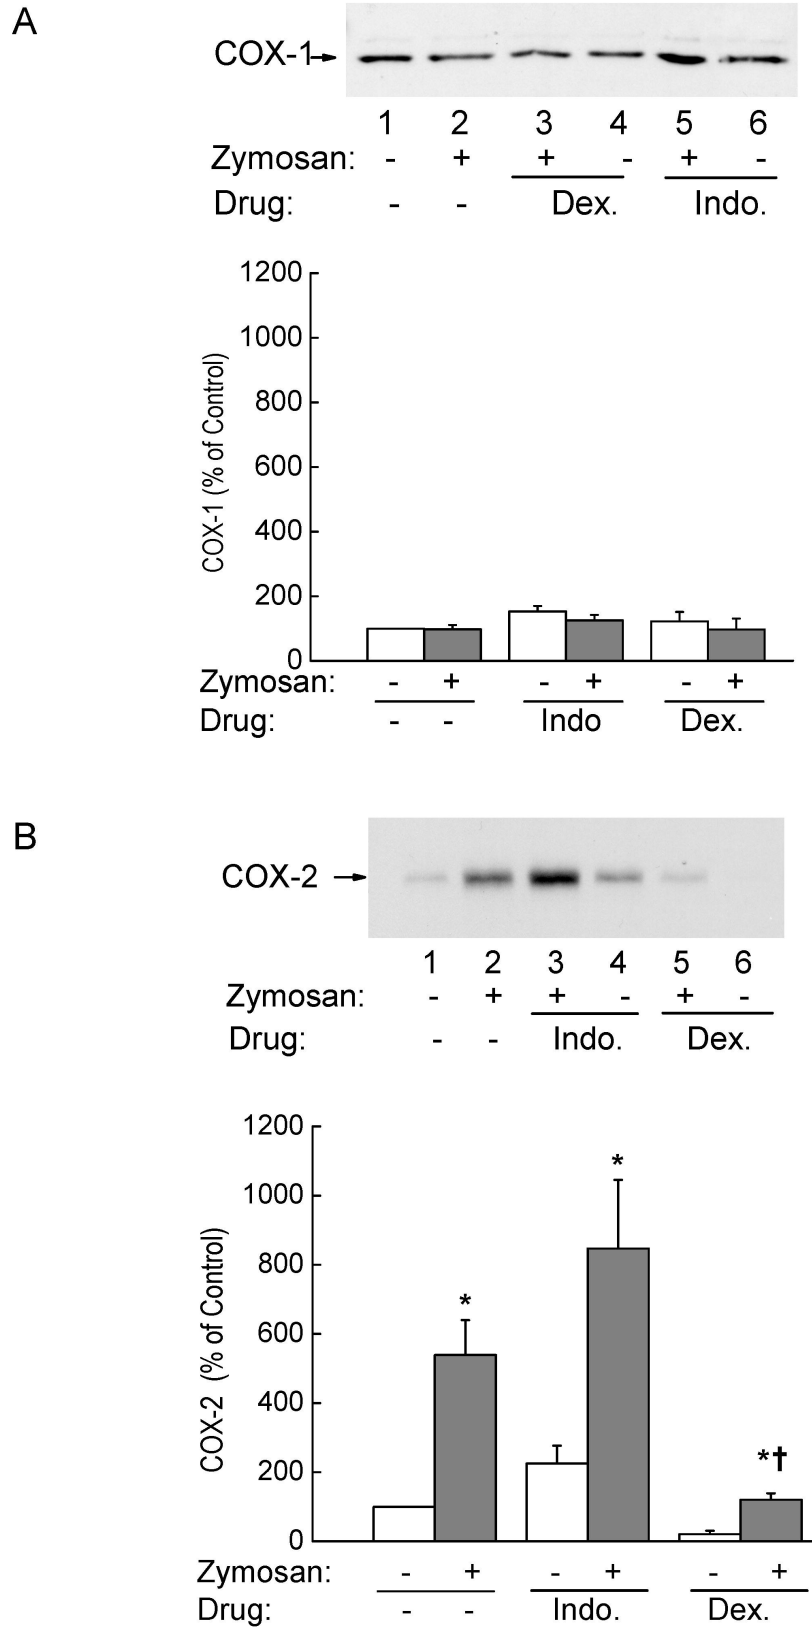 A
COX-1
1 2 3 4 5 6
Zymosan: - + + - + -
Drug: - - Dex. Indo.
1200
1000
800
600
400
200
0
COX-1 (% of Control)
Zymosan: - + - + - +
Drug: - - Indo Dex.
B
COX-2
1 2 3 4 5 6
Zymosan: - + + - + -
Drug: - - Indo. Dex.
1200
1000
800
600
400
200
0
COX-2 (% of Control)
*
*
*†
Zymosan: - + - + - +
Drug: - - Indo. Dex.